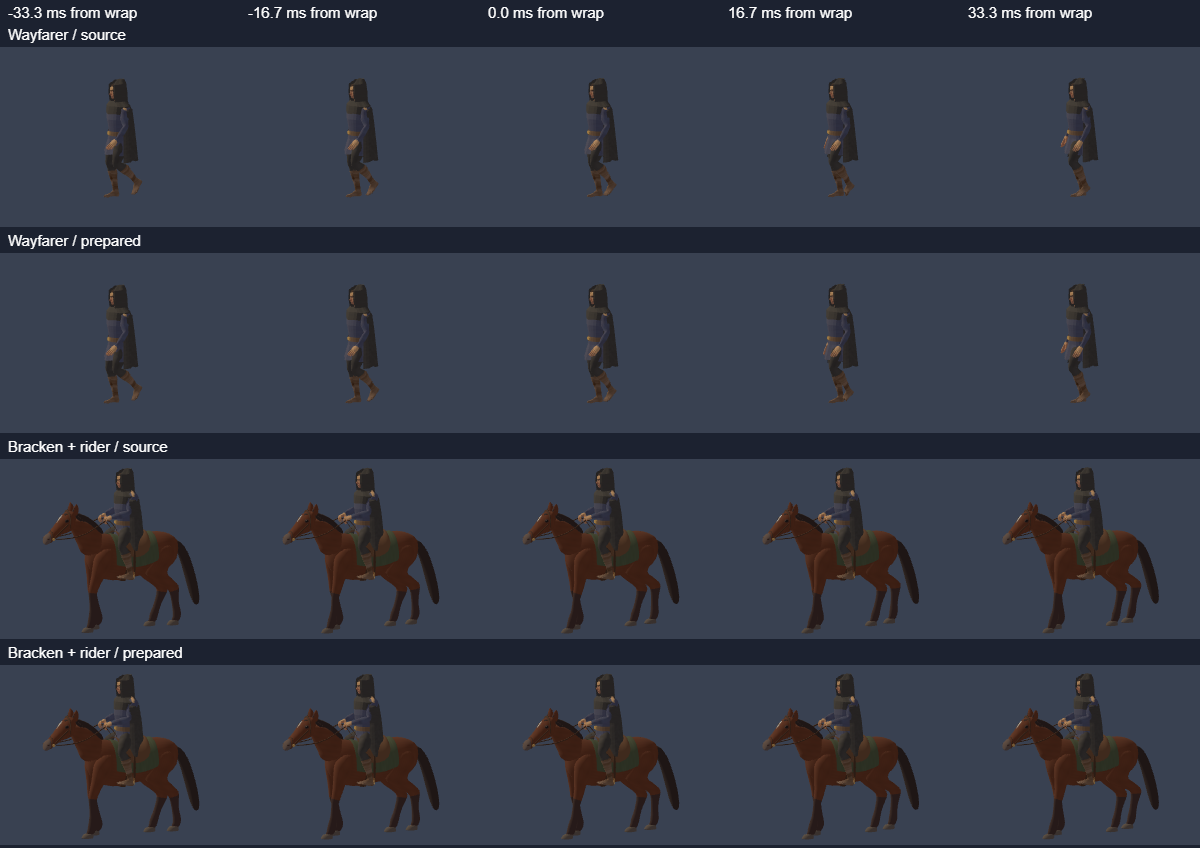 -33.3 ms from wrap -16.7 ms from wrap 0.0 ms from wrap 16.7 ms from wrap 33.3 ms from wrap
Wayfarer / source
Wayfarer / prepared
Bracken + rider / source
Bracken + rider / prepared